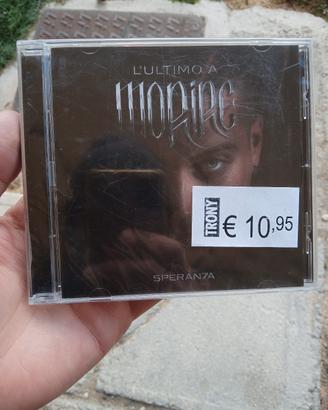 L'ULTIMO A
MORIRE
TRONY
€ 10,95
SPERANZA